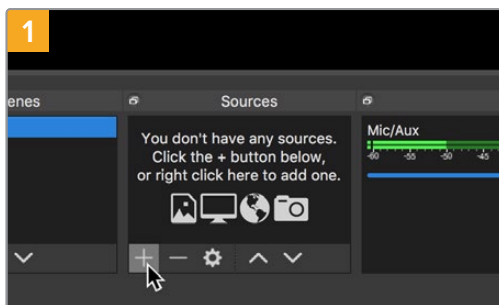 1
enes
Sources
You don't have any sources.
Click the + button below,
or right click here to add one.
Mic/Aux
-60 -55 -50 -45